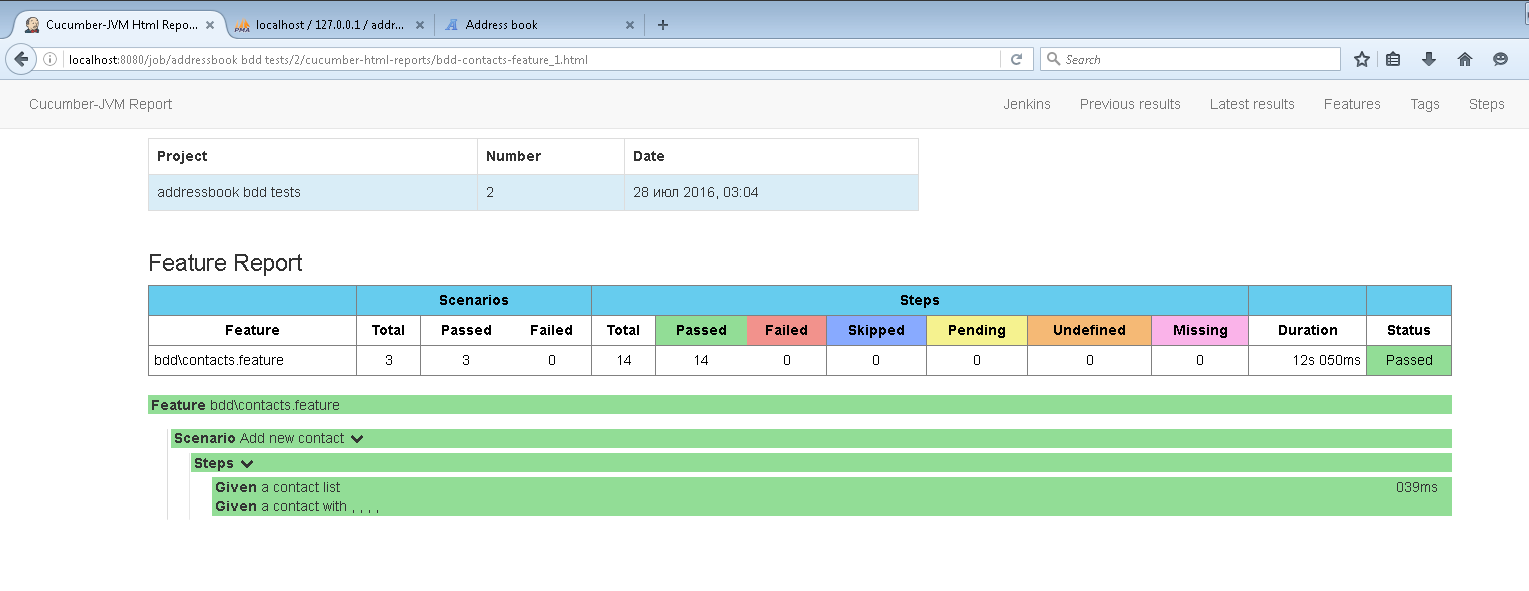 Cucumber-JVM Html Repo... localhost / 127.0.0.1 / addr... Address book
localhost:8080/job/addressbook bdd tests/2/cucumber-html-reports/bdd-contacts-feature_1.html Search
Cucumber-JVM Report Jenkins Previous results Latest results Features Tags Steps
Project Number Date
addressbook bdd tests 2 28 июл 2016, 03:04
Feature Report
Scenarios Steps
Feature Total Passed Failed Total Passed Failed Skipped Pending Undefined Missing Duration Status
bdd\contacts.feature 3 3 0 14 14 0 0 0 0 0 12s 050ms Passed
Feature bdd\contacts.feature
Scenario Add new contact
Steps
Given a contact list 039ms
Given a contact with , , , ,